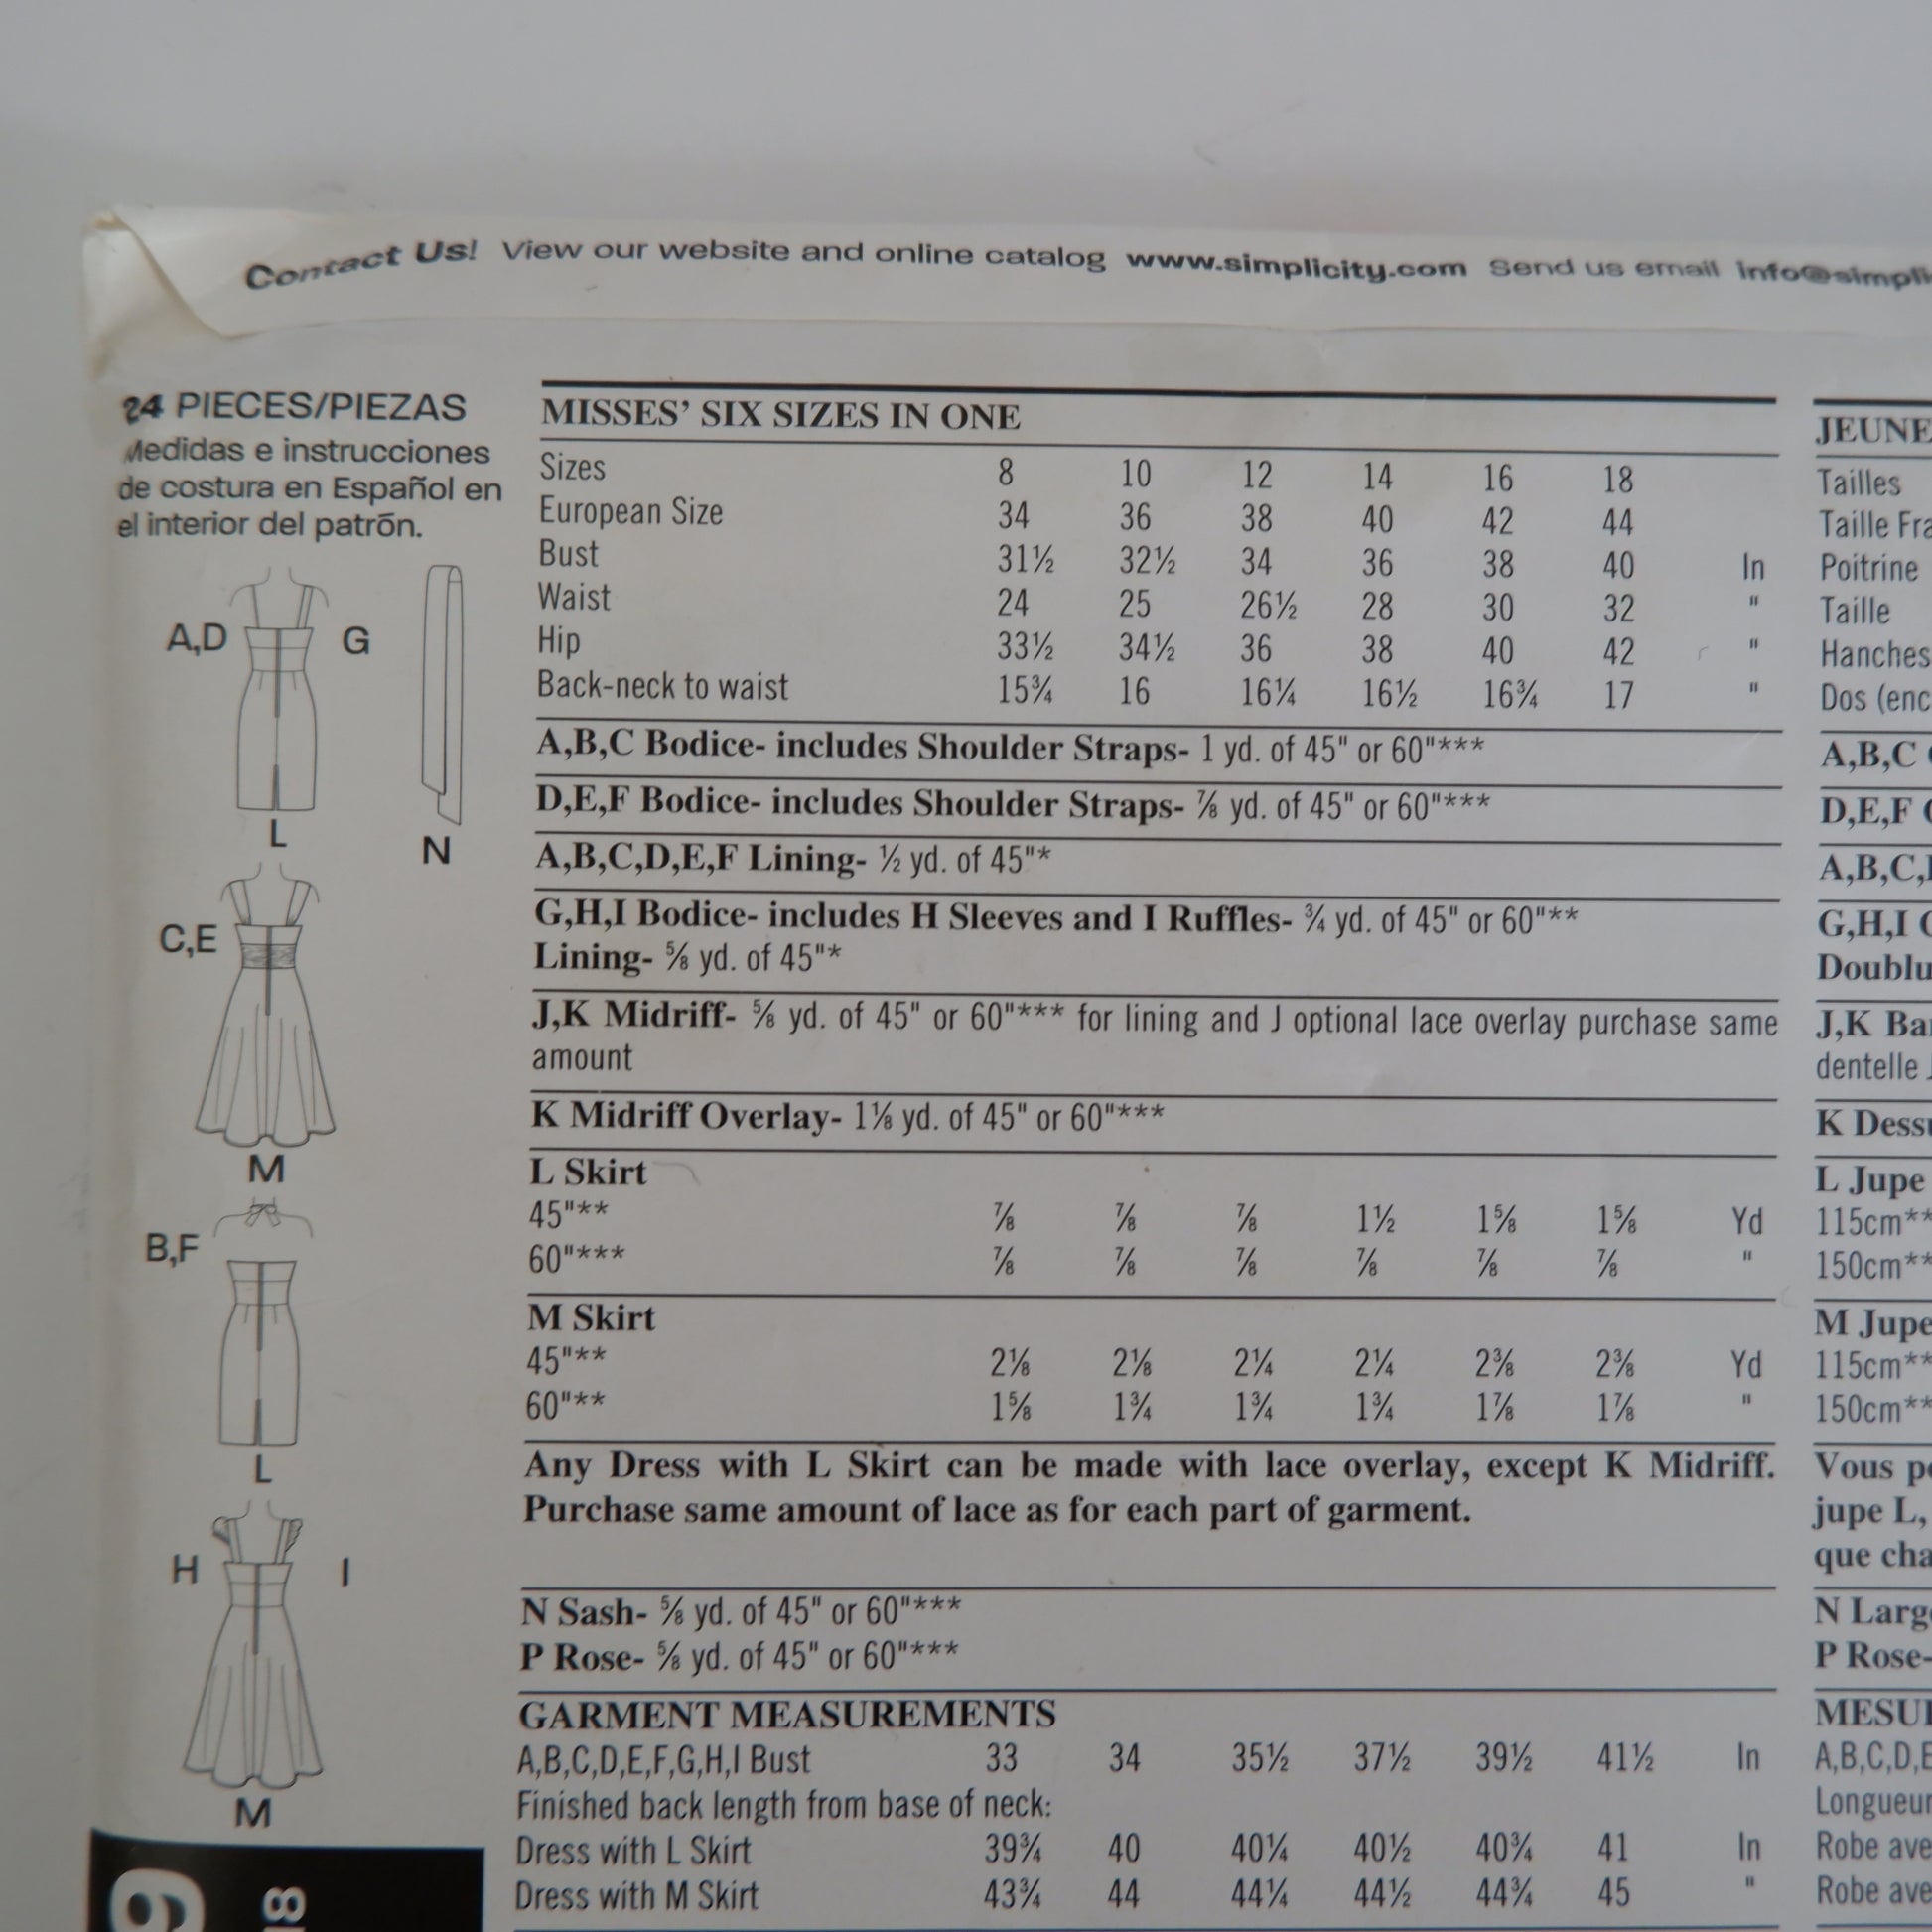 Contact Us! View our website and online catalog www.simplicity.com Send us email
24 PIECES/PIEZAS
Medidas e instrucciones
de costura en Español en
el interior del patrón.
A,D
G
L
N
C,E
M
B,F
L
H
I
M
MISSES' SIX SIZES IN ONE
Sizes 8 10 12 14 16 18
European Size 34 36 38 40 42 44
Bust 31½ 32½ 34 36 38 40 In
Waist 24 25 26½ 28 30 32 "
Hip 33½ 34½ 36 38 40 42 "
Back-neck to waist 15¾ 16 16¼ 16½ 16¾ 17 "
A,B,C Bodice- includes Shoulder Straps- 1 yd. of 45" or 60"***
D,E,F Bodice- includes Shoulder Straps- ⅞ yd. of 45" or 60"***
A,B,C,D,E,F Lining- ½ yd. of 45"*
G,H,I Bodice- includes H Sleeves and I Ruffles- ¾ yd. of 45" or 60"**
Lining- ⅝ yd. of 45"*
J,K Midriff- ⅝ yd. of 45" or 60"*** for lining and J optional lace overlay purchase same
amount
K Midriff Overlay- 1⅛ yd. of 45" or 60"***
L Skirt
45"** ⅞ ⅞ ⅞ 1½ 1⅝ 1⅝ Yd
60"*** ⅞ ⅞ ⅞ ⅞ ⅞ ⅞ "
M Skirt
45"** 2⅛ 2⅛ 2¼ 2¼ 2⅜ 2⅜ Yd
60"** 1⅝ 1¾ 1¾ 1¾ 1⅞ 1⅞ "
Any Dress with L Skirt can be made with lace overlay, except K Midriff.
Purchase same amount of lace as for each part of garment.
N Sash- ⅝ yd. of 45" or 60"***
P Rose- ⅝ yd. of 45" or 60"***
GARMENT MEASUREMENTS
A,B,C,D,E,F,G,H,I Bust 33 34 35½ 37½ 39½ 41½ In
Finished back length from base of neck:
Dress with L Skirt 39¾ 40 40¼ 40½ 40¾ 41 In
Dress with M Skirt 43¾ 44 44¼ 44½ 44¾ 45 "
Tailles
Taille
Poitrine In
Taille
Hanches
Dos
A,B,C
D,E,F
G,H,I
J,K
dentelle
K
L Jupe
115cm**
150cm**
M Jupe
115cm**
150cm**
Vous
jupe L,
que
N
P Rose-
Robe
Robe